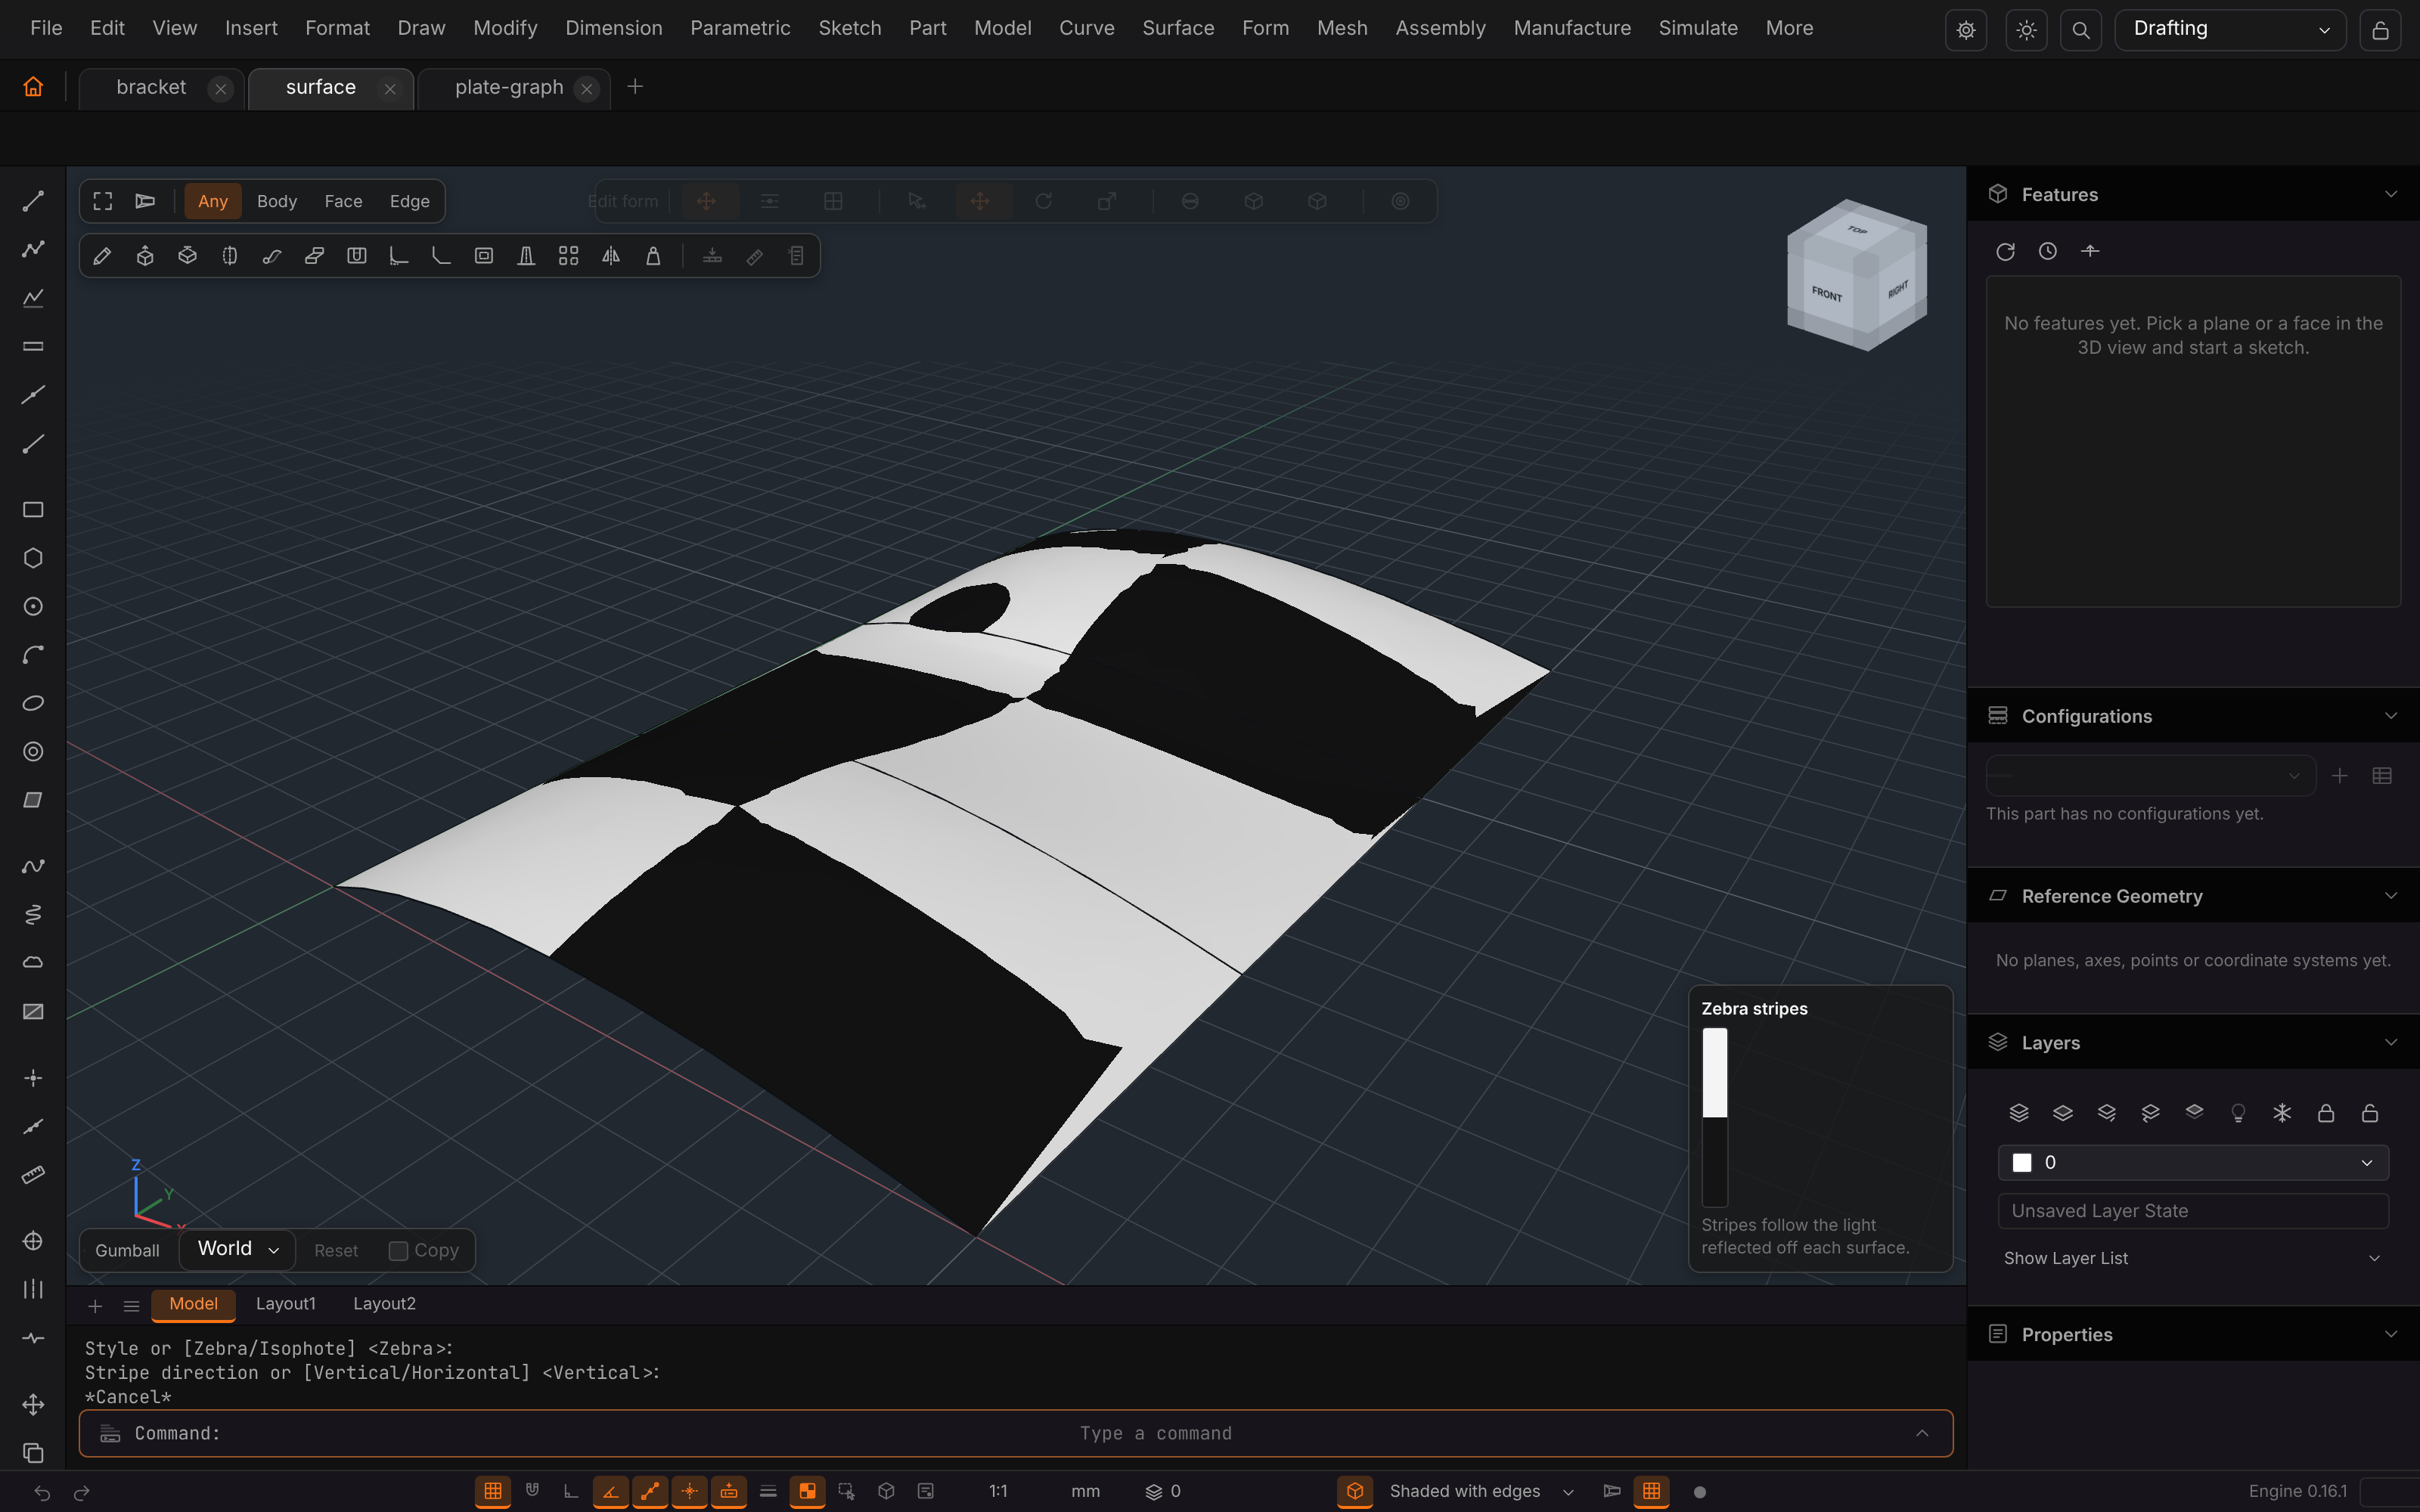 File Edit View Insert Format Draw Modify Dimension Parametric Sketch Part Model Curve Surface Form Mesh Assembly Manufacture Simulate More Drafting
bracket surface plate-graph
Any Body Face Edge Edit form
TOP
FRONT RIGHT
Features
No features yet. Pick a plane or a face in the
3D view and start a sketch.
Configurations
This part has no configurations yet.
Reference Geometry
No planes, axes, points or coordinate systems yet.
Layers
0
Unsaved Layer State
Show Layer List
Properties
Zebra stripes
Stripes follow the light
reflected off each surface.
Z
Y
X
Gumball World Reset Copy
Model Layout1 Layout2
Style or [Zebra/Isophote] <Zebra>:
Stripe direction or [Vertical/Horizontal] <Vertical>:
*Cancel*
Command: Type a command
1:1 mm 0 Shaded with edges Engine 0.16.1